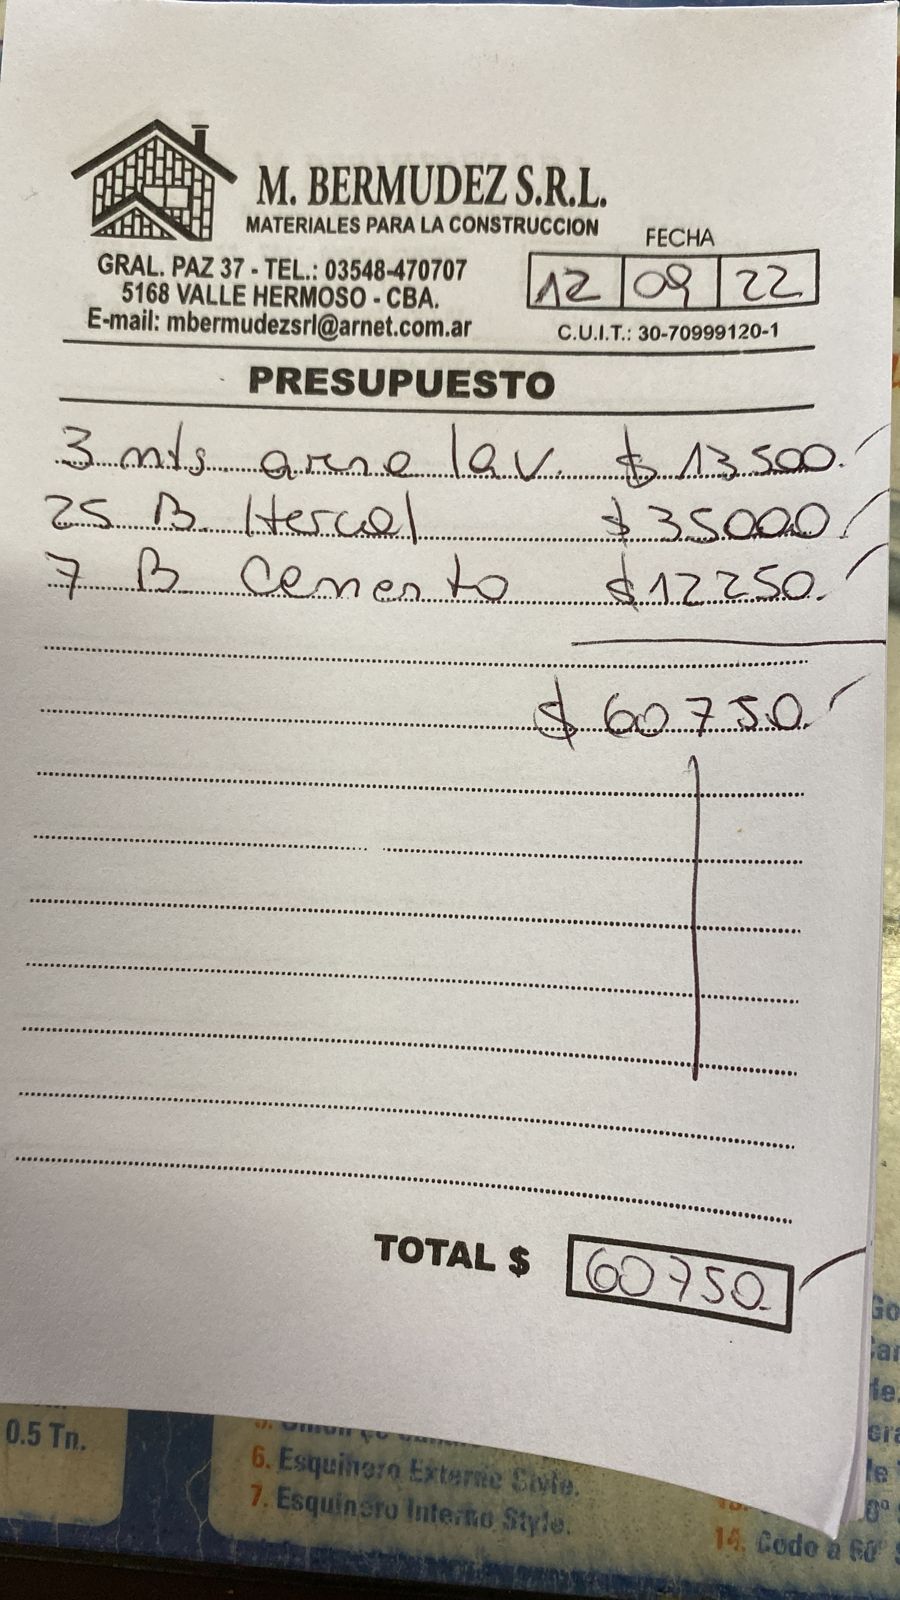 M. BERMUDEZ S.R.L.
MATERIALES PARA LA CONSTRUCCION
GRAL. PAZ 37 - TEL.: 03548-470707
5168 VALLE HERMOSO - CBA.
E-mail: mbermudezsrl@arnet.com.ar
FECHA
12 09 22
C.U.I.T.: 30-70999120-1
PRESUPUESTO
3 mts arena lav. $ 13500.
25 B. Hercal $ 35000
7 B Cemento $ 12250.
$ 60750.
TOTAL $ 60750.
0.5 Tn.
6. Esquinero Externo Style.
7. Esquinero Interno Style.
14. Codo a 60°